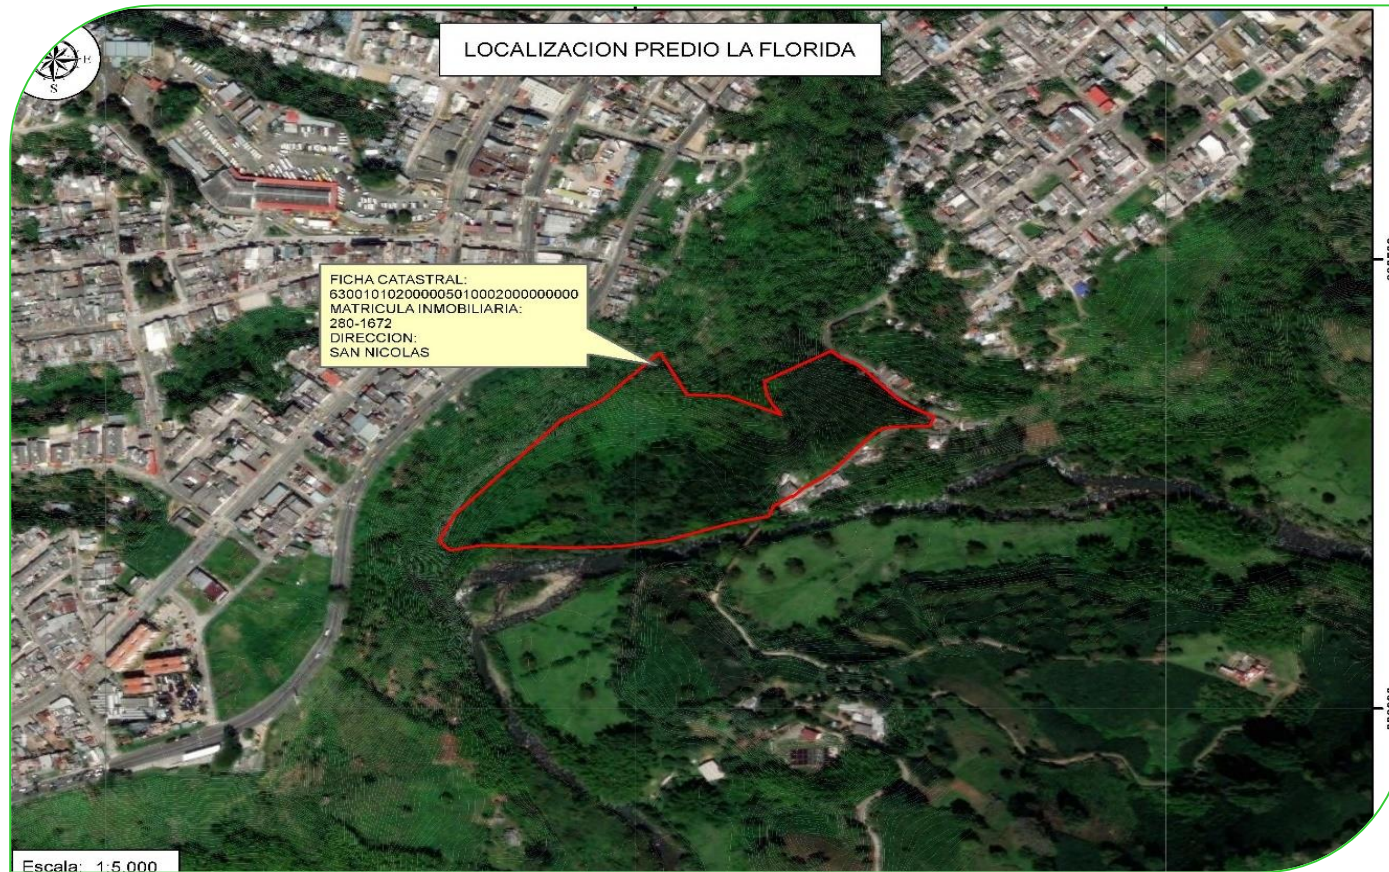 LOCALIZACION PREDIO LA FLORIDA
E
S
FICHA CATASTRAL:
630010102000005010002000000000
MATRICULA INMOBILIARIA:
280-1672
DIRECCION:
SAN NICOLAS
Escala: 1:5.000